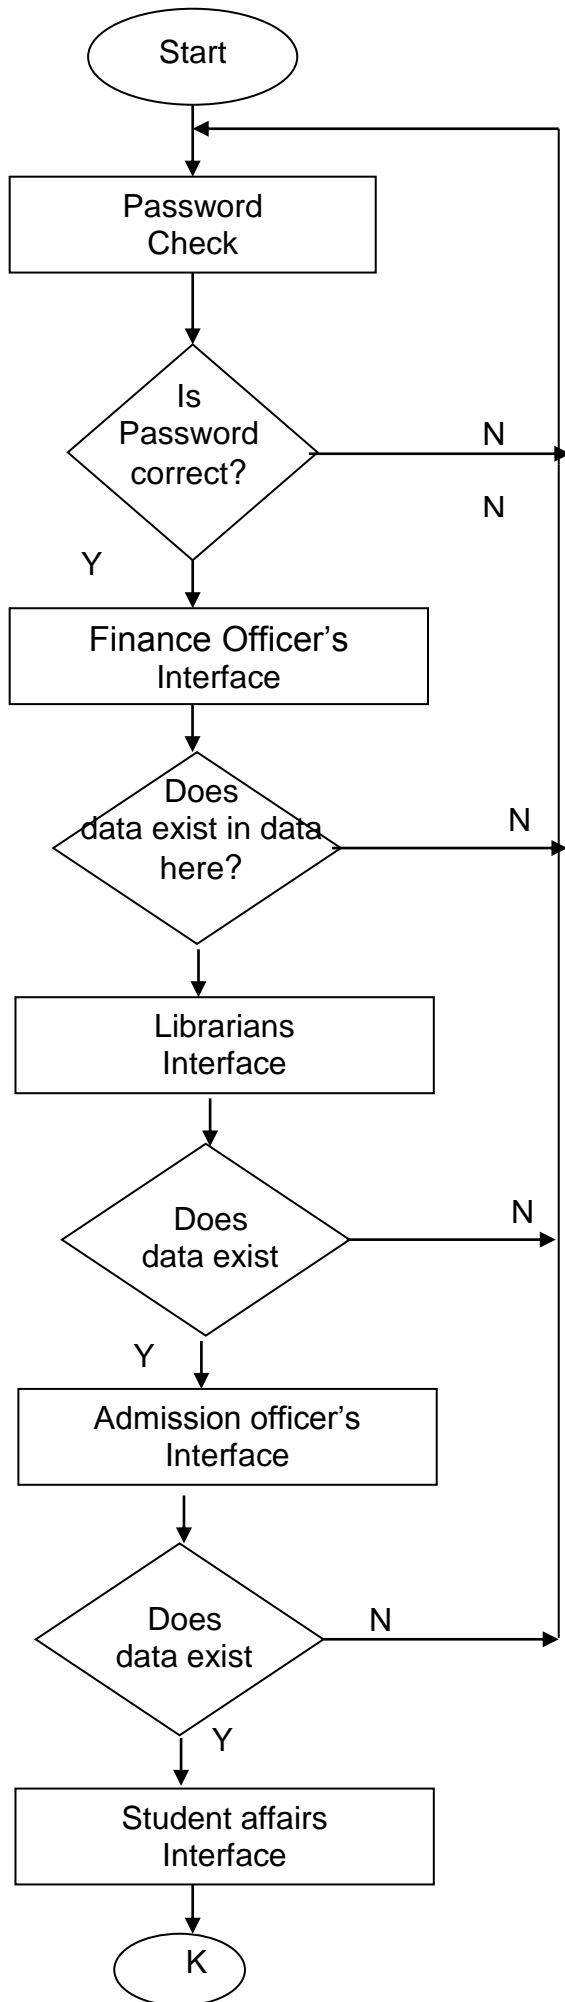 Start
Password
Check
Is
Password
correct?
N
N
Y
Finance Officer’s
Interface
Does
data exist in data
here?
N
Librarians
Interface
Does
data exist
N
Y
Admission officer’s
Interface
Does
data exist
N
Y
Student affairs
Interface
K